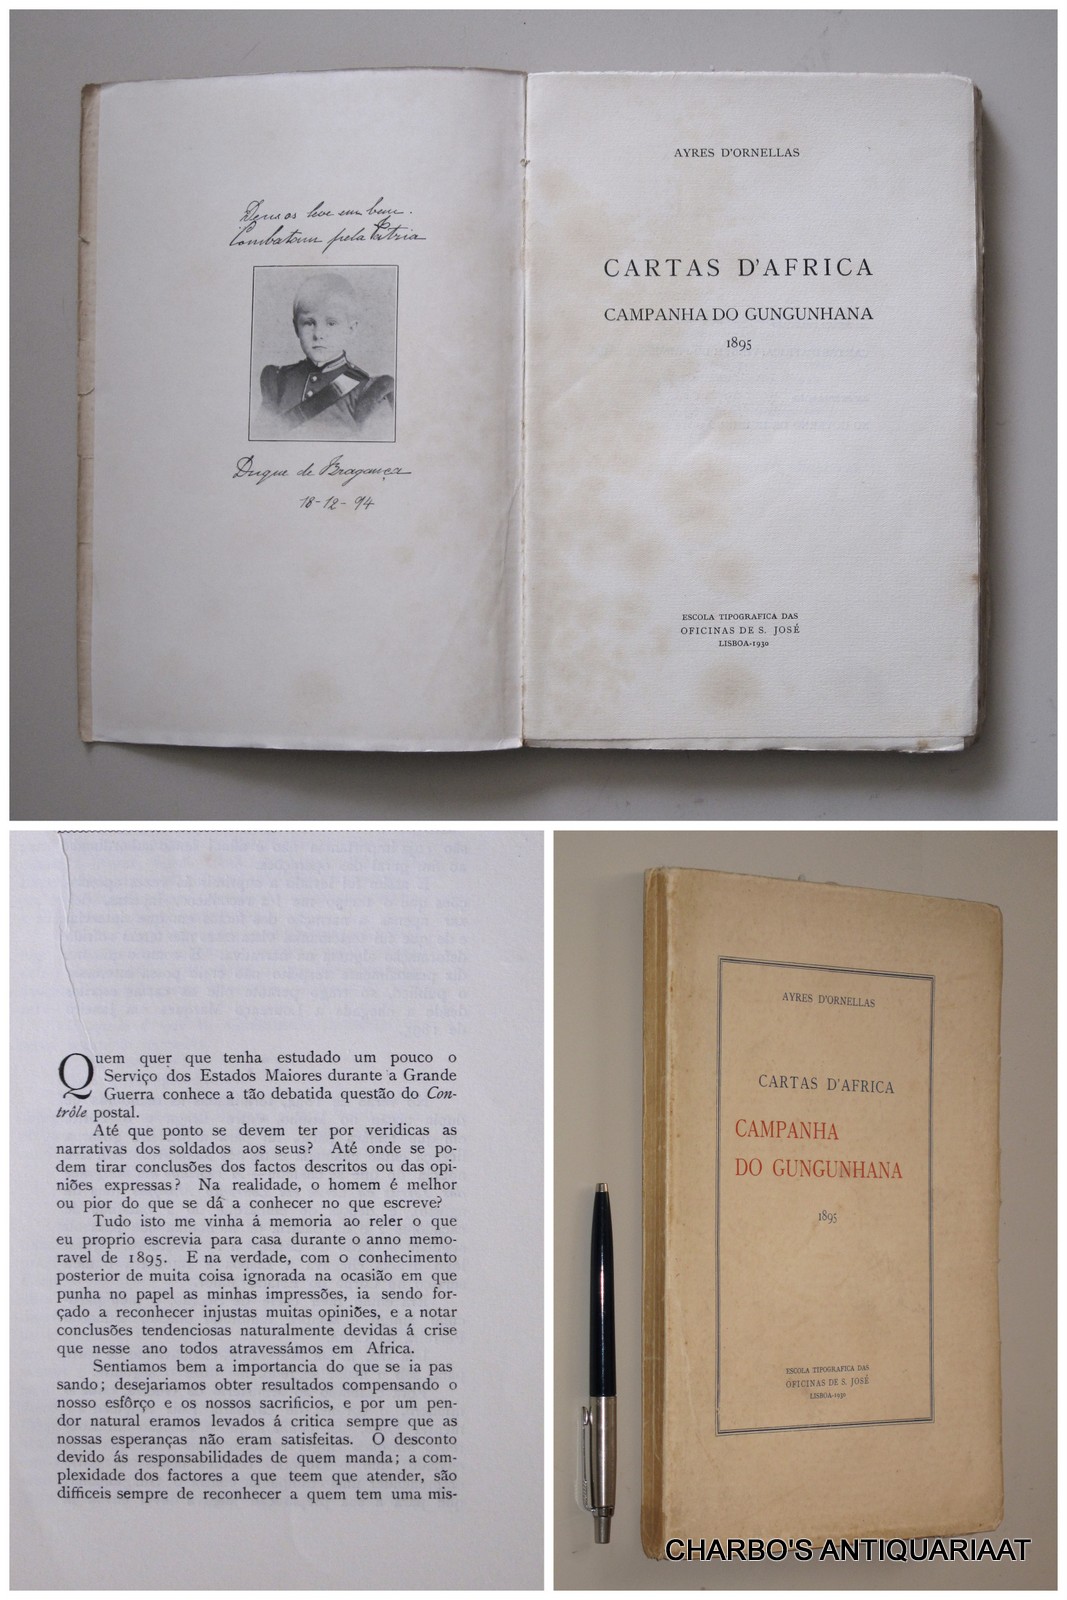 Deus os leve em bem.
Combatam pela Patria
Duque de Bragança
18-12-94
AYRES D'ORNELLAS
CARTAS D'AFRICA
CAMPANHA DO GUNGUNHANA
1895
ESCOLA TIPOGRAFICA DAS
OFICINAS DE S. JOSÉ
LISBOA-1930
Quem quer que tenha estudado um pouco o
Serviço dos Estados Maiores durante a Grande
Guerra conhece a tão debatida questão do Con-
trôle postal.
Até que ponto se devem ter por veridicas as
narrativas dos soldados aos seus? Até onde se po-
dem tirar conclusões dos factos descritos ou das opi-
niões expressas? Na realidade, o homem é melhor
ou pior do que se dá a conhecer no que escreve?
Tudo isto me vinha á memoria ao reler o que
eu proprio escrevia para casa durante o anno memo-
ravel de 1895. E na verdade, com o conhecimento
posterior de muita coisa ignorada na ocasião em que
punha no papel as minhas impressões, ia sendo for-
çado a reconhecer injustas muitas opiniões, e a notar
conclusões tendenciosas naturalmente devidas á crise
que nesse ano todos atravessámos em Africa.
Sentiamos bem a importancia do que se ia pas
sando; desejariamos obter resultados compensando o
nosso esfôrço e os nossos sacrificios, e por um pen-
dor natural eramos levados á critica sempre que as
nossas esperanças não eram satisfeitas. O desconto
devido ás responsabilidades de quem manda; a com-
plexidade dos factores a que teem que atender, são
difficeis sempre de reconhecer a quem tem uma mis-
AYRES D'ORNELLAS
CARTAS D'AFRICA
CAMPANHA
DO GUNGUNHANA
1895
ESCOLA TIPOGRAFICA DAS
OFICINAS DE S. JOSÉ
LISBOA-1930
CHARBO'S ANTIQUARIAAT